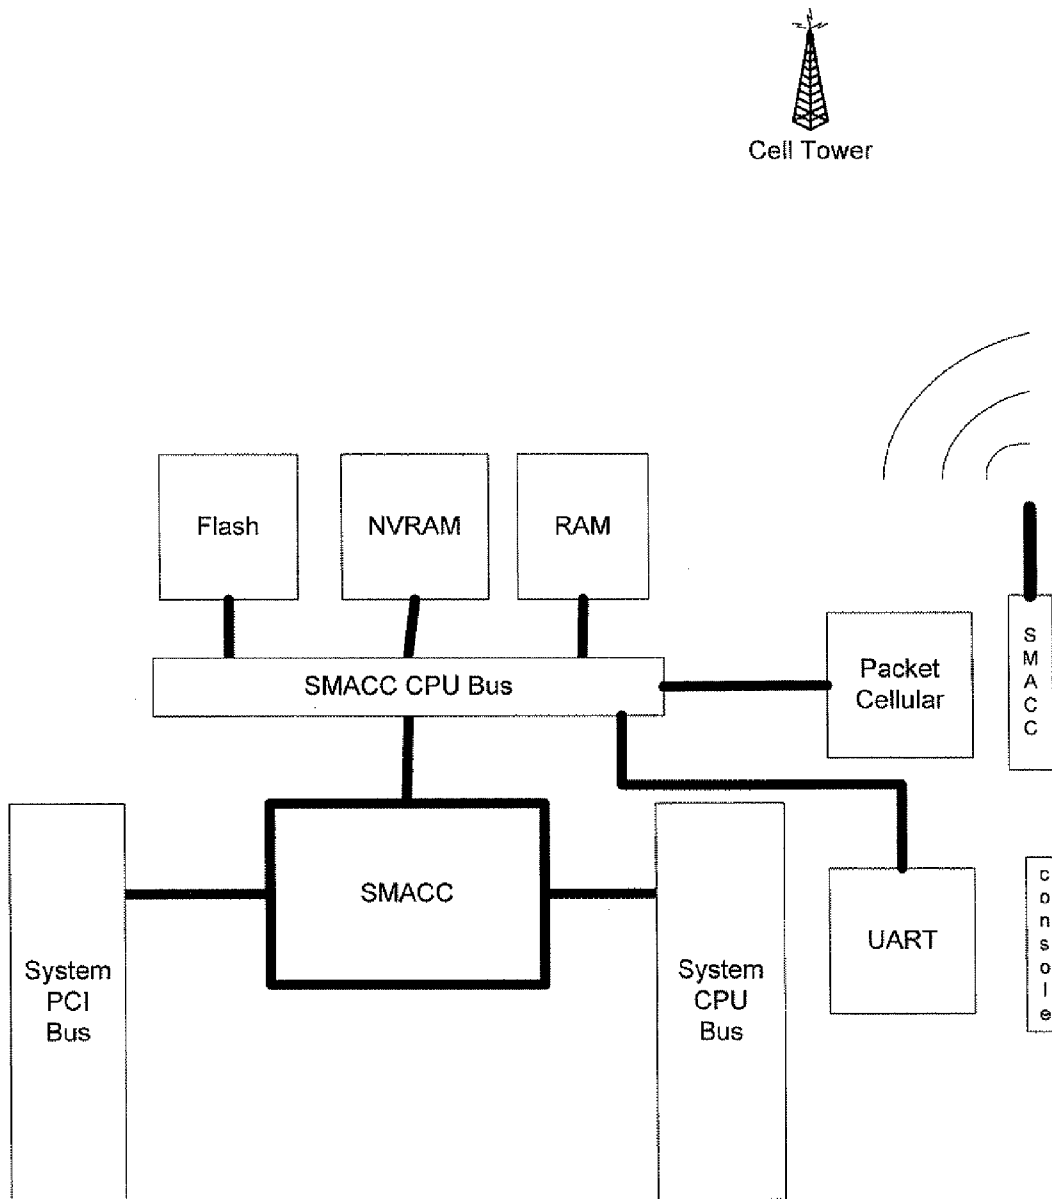 Cell Tower
Flash
NVRAM
RAM
SMACC CPU Bus
Packet
Cellular
S
M
A
C
C
SMACC
System
PCI
Bus
System
CPU
Bus
UART
c
o
n
s
o
l
e